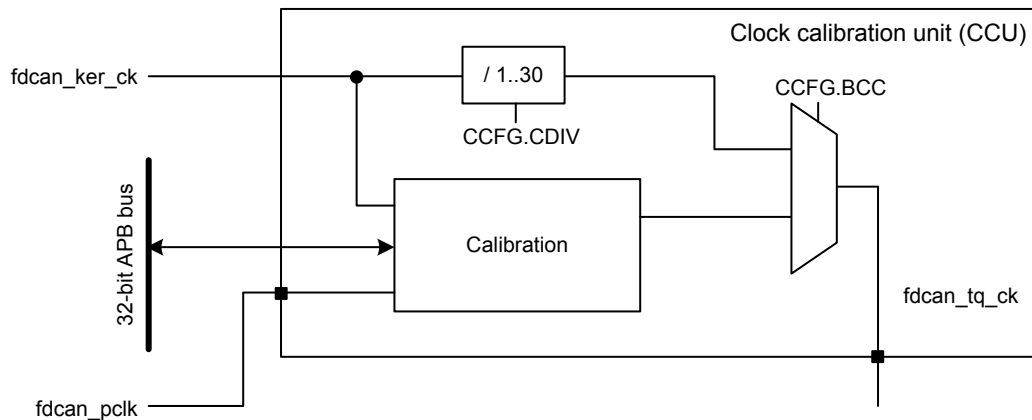 Clock calibration unit (CCU)
fdcan_ker_ck
/ 1..30
CCFG.BCC
CCFG.CDIV
32-bit APB bus
Calibration
fdcan_tq_ck
fdcan_pclk